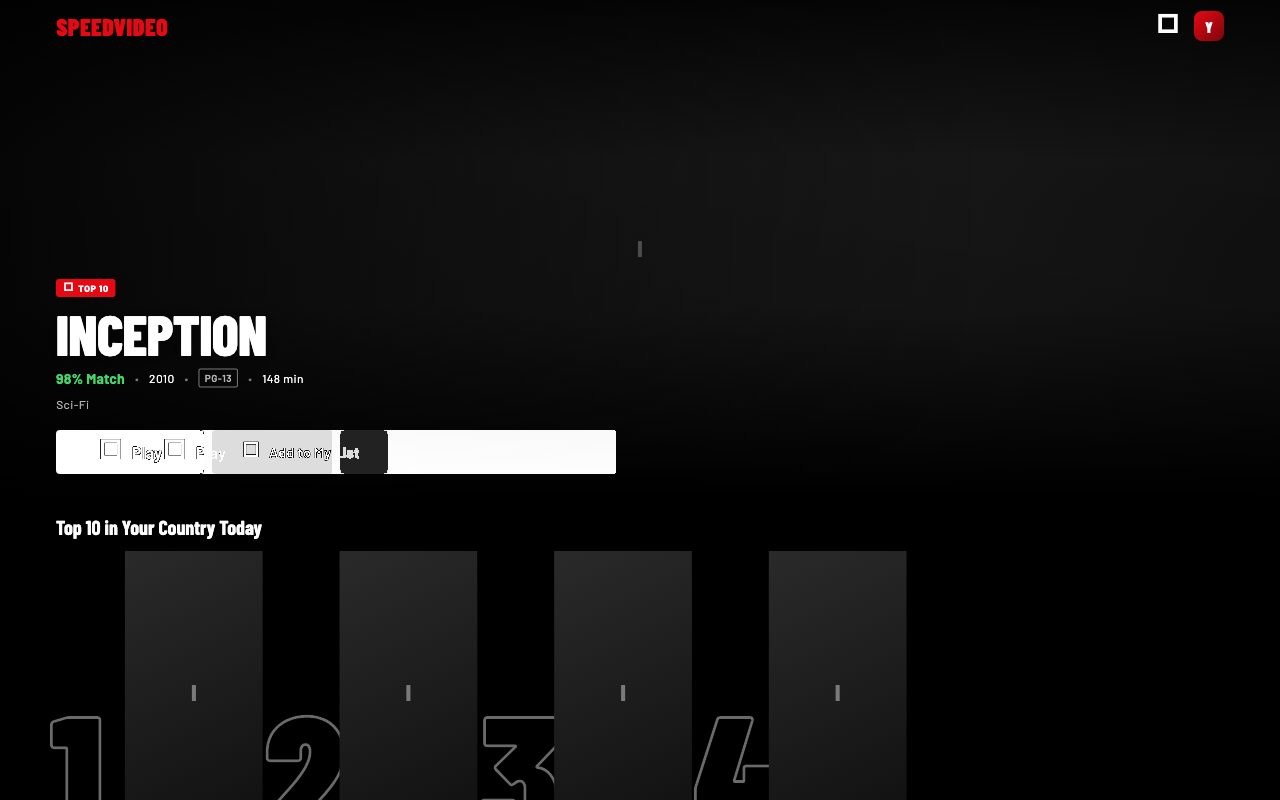 SPEEDVIDEO
Y
TOP 10
INCEPTION
98% Match • 2010 • PG-13 • 148 min
Sci-Fi
Play Play Add to My List
Top 10 in Your Country Today
1 2 3 4